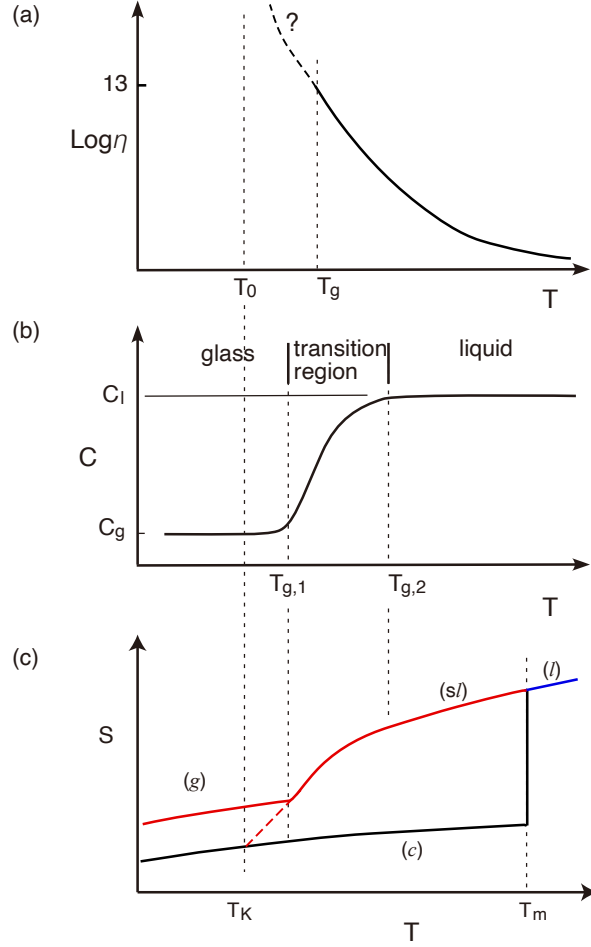 (a)
?
13
Logη
T0
Tg
T
(b)
glass
transition
region
liquid
Cl
C
Cg
Tg,1
Tg,2
T
(c)
(l)
(sl)
S
(g)
(c)
TK
Tm
T